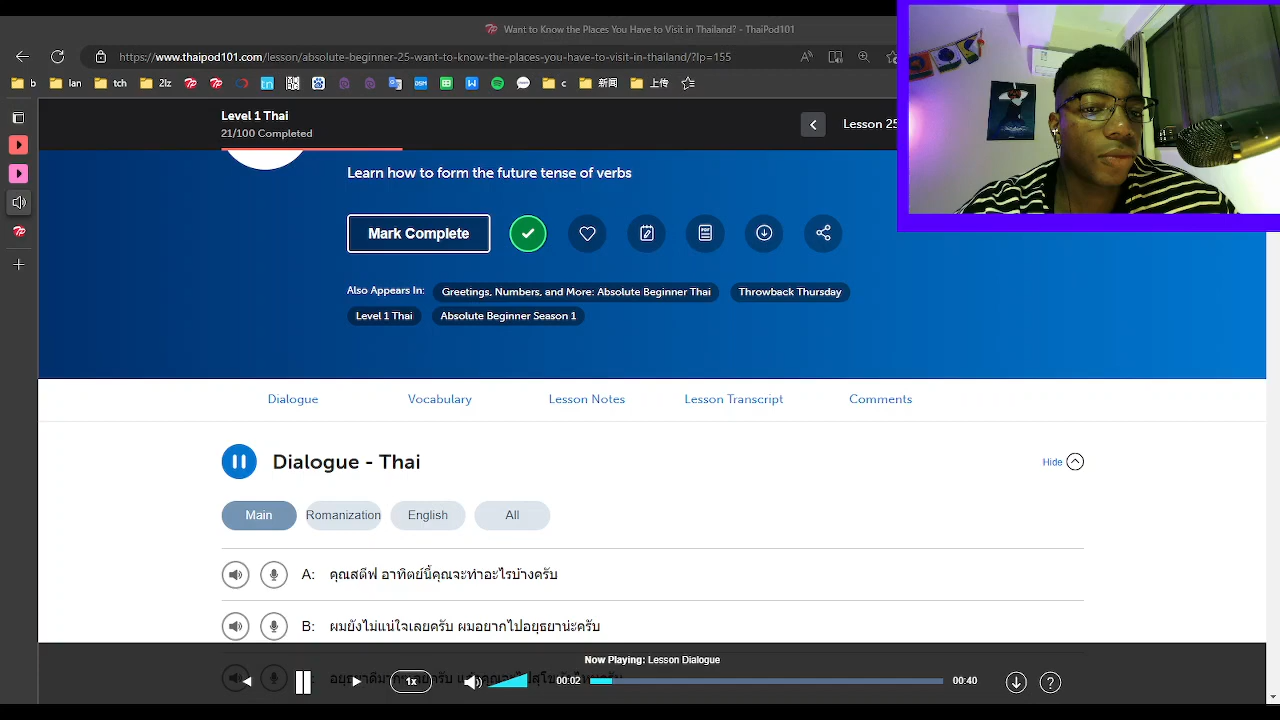 Want to Know the Places You Have to Visit in Thailand? - ThaiPod101
https://www.thaipod101.com/lesson/absolute-beginner-25-want-to-know-the-places-you-have-to-visit-in-thailand/?lp=155
b lan tch 2lz c 新闻 上传
Level 1 Thai
21/100 Completed
Lesson 25
Learn how to form the future tense of verbs
Mark Complete
Also Appears In: Greetings, Numbers, and More: Absolute Beginner Thai Throwback Thursday
Level 1 Thai Absolute Beginner Season 1
Dialogue Vocabulary Lesson Notes Lesson Transcript Comments
Dialogue - Thai
Hide
Main Romanization English All
A: คุณสตีฟ อาทิตย์นี้คุณจะทำอะไรบ้างครับ
B: ผมยังไม่แน่ใจเลยครับ ผมอยากไปอยุธยาน่ะครับ
Now Playing: Lesson Dialogue
1x 00:02 00:40